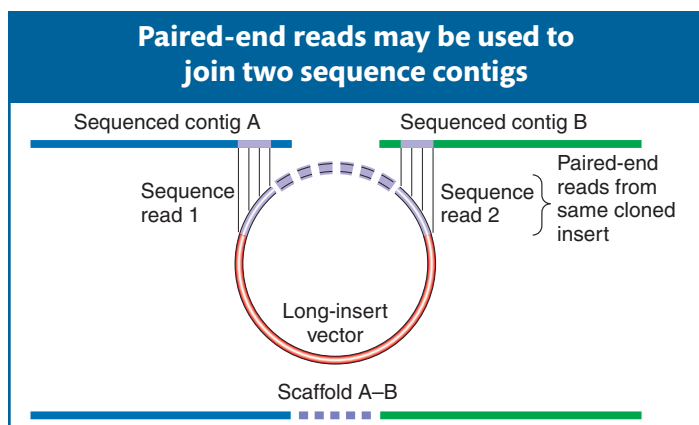 Paired-end reads may be used to
join two sequence contigs
Sequenced contig A
Sequenced contig B
Sequence
read 1
Sequence
read 2
Paired-end
reads from
same cloned
insert
Long-insert
vector
Scaffold A–B